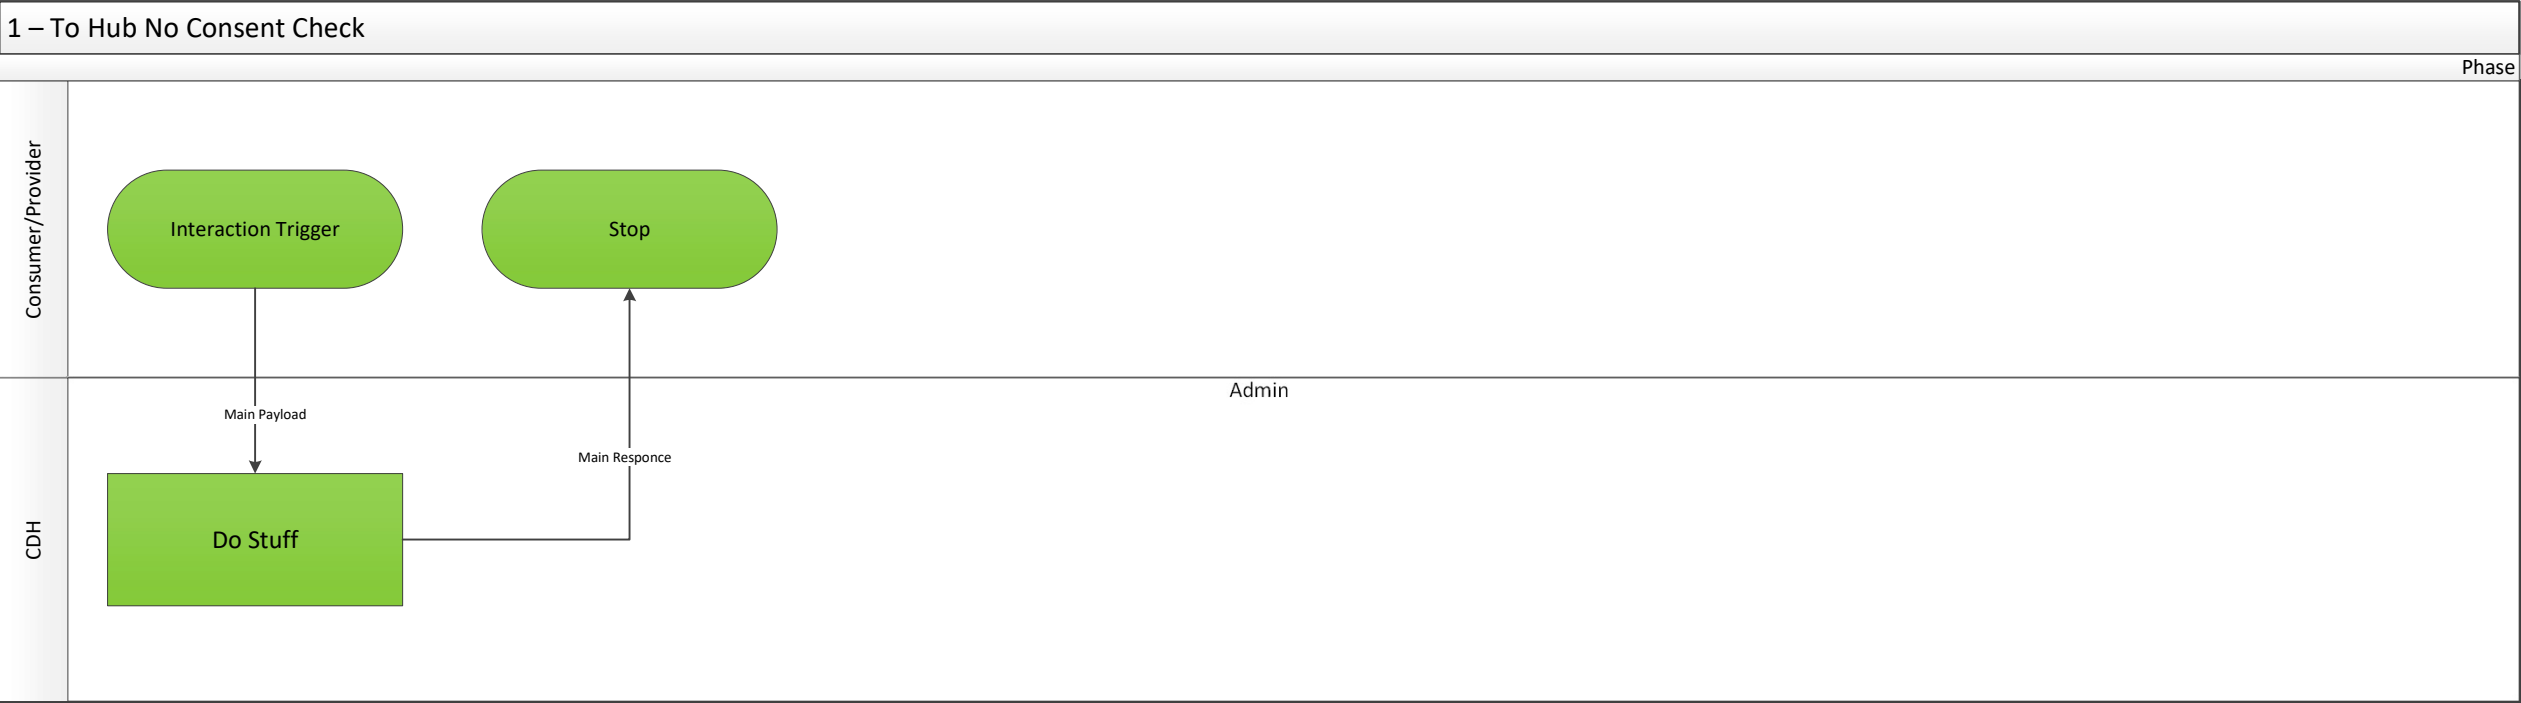 1 – To Hub No Consent Check
Phase
Consumer/Provider
Interaction Trigger
Stop
Admin
Main Payload
Main Responce
CDH
Do Stuff